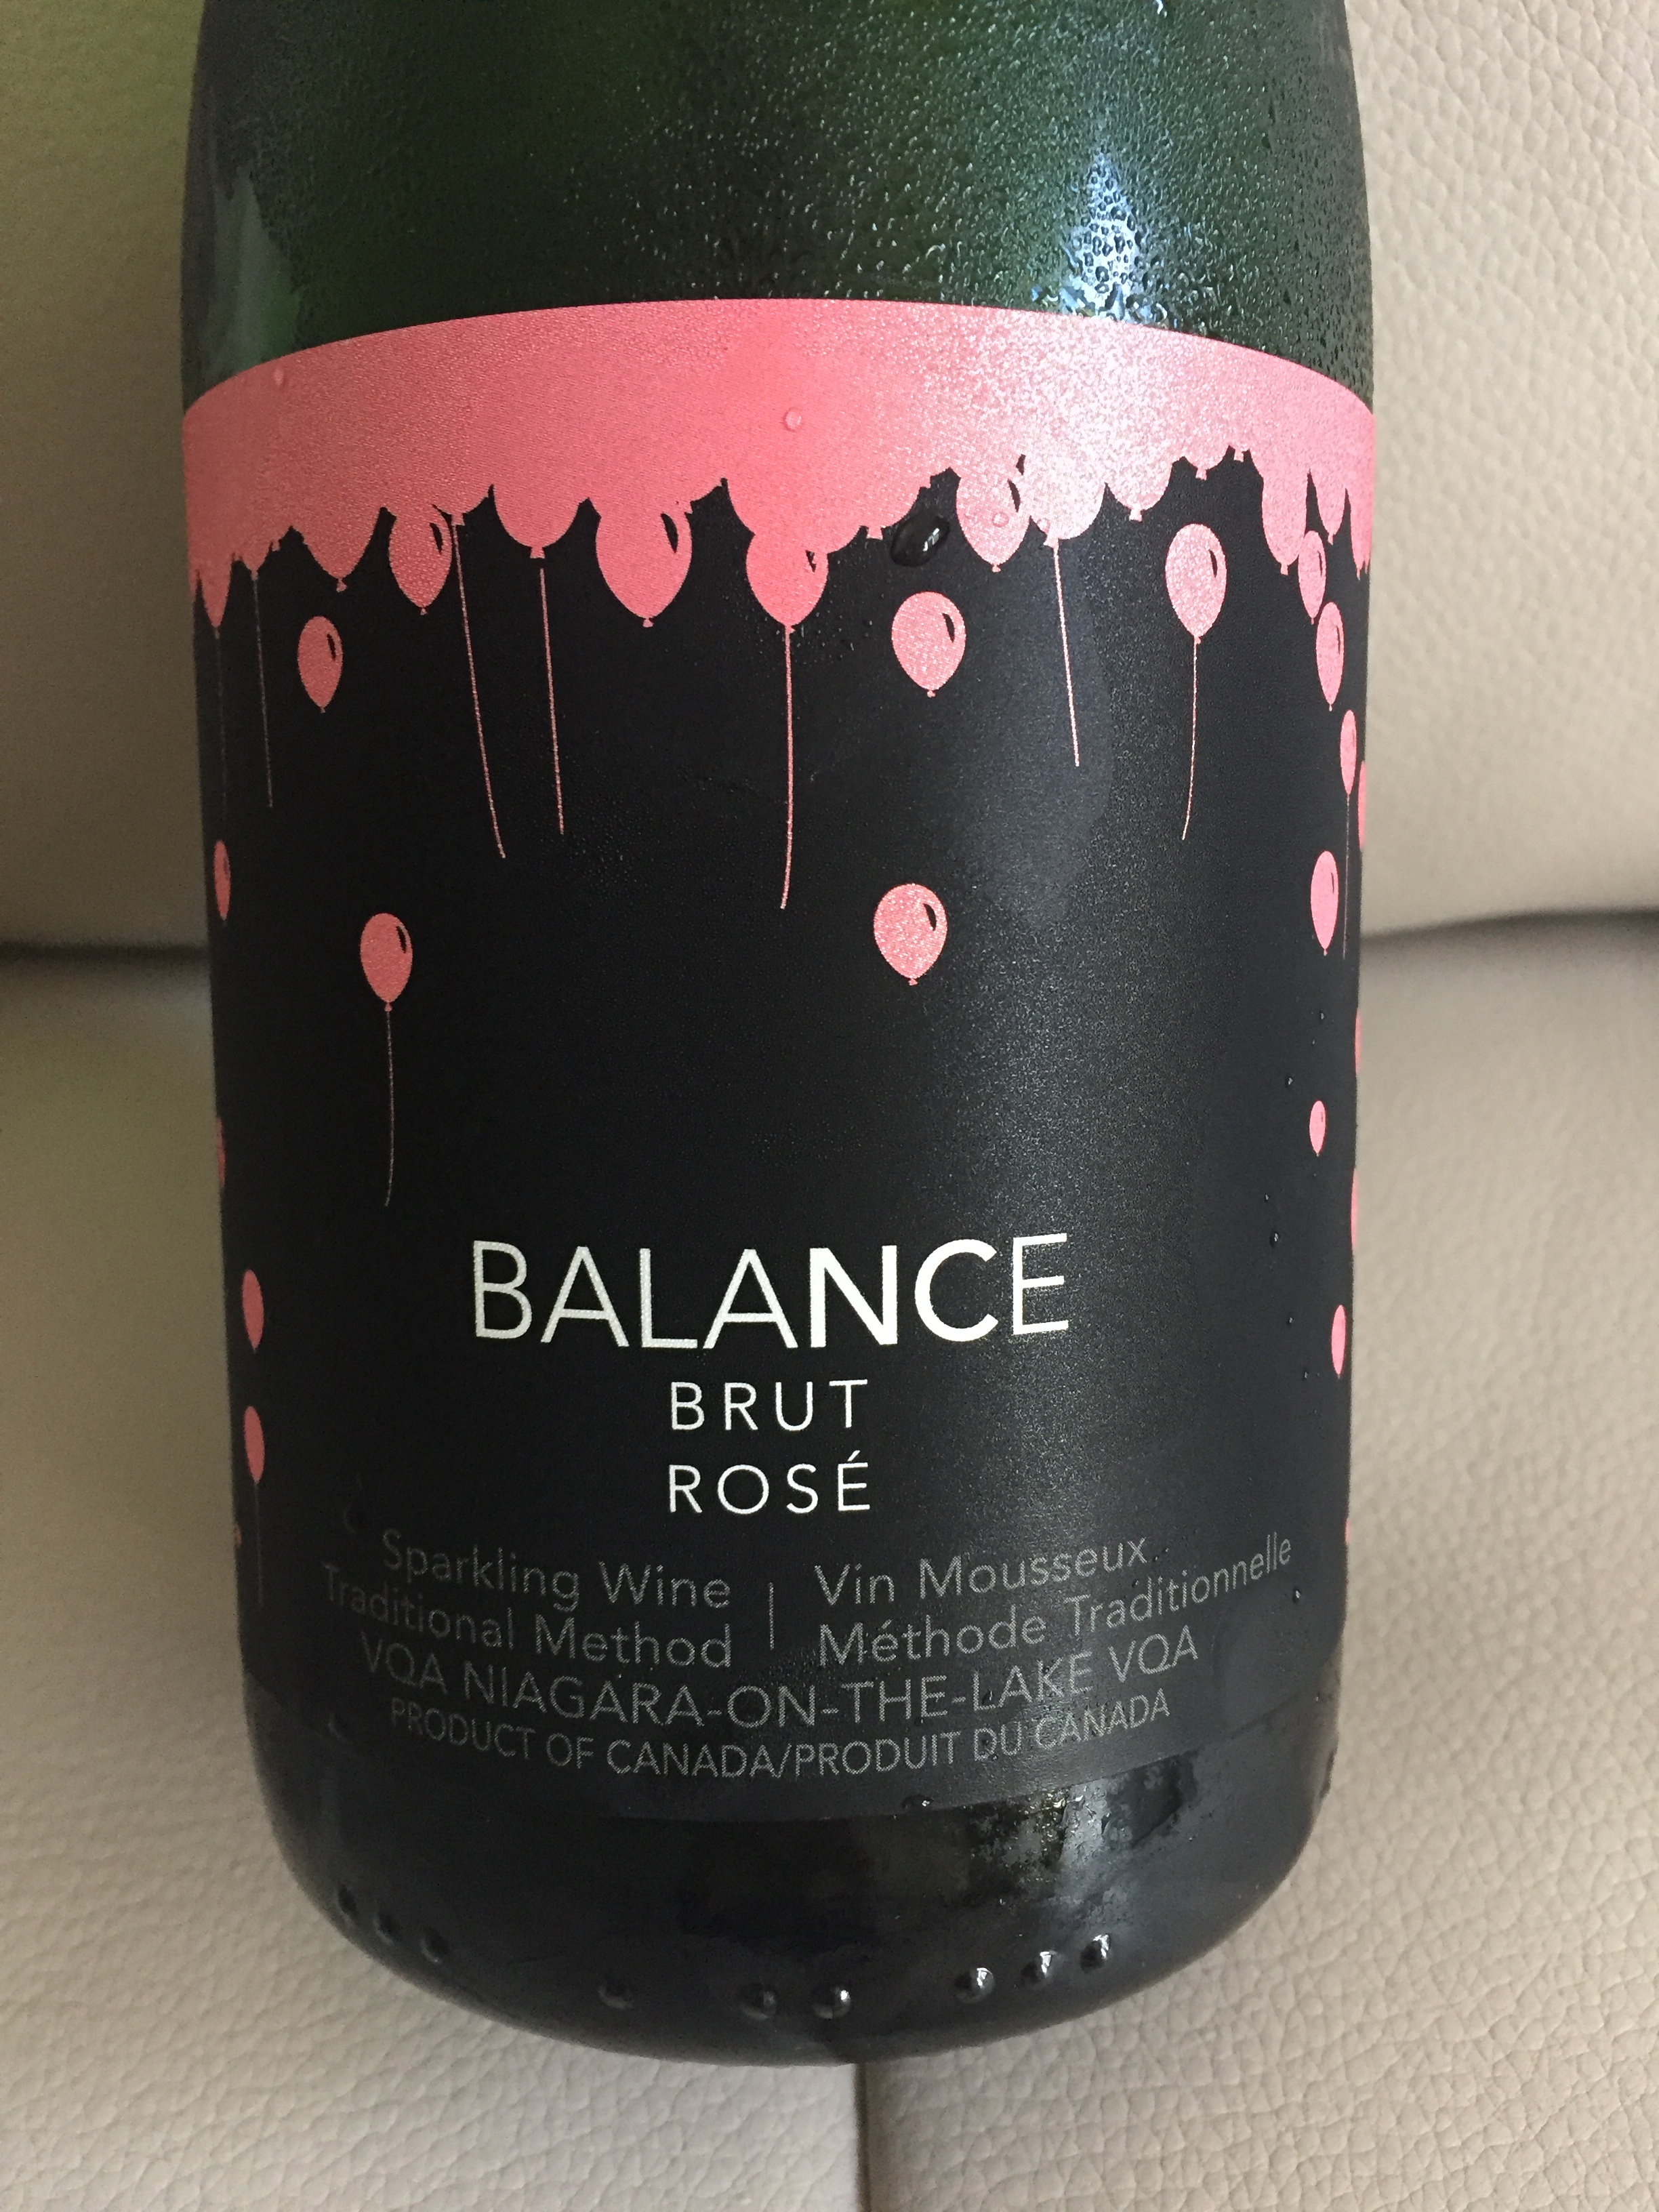 BALANCE
BRUT
ROSÉ
Sparkling Wine | Vin Mousseux
Traditional Method | Méthode Traditionnelle
VQA NIAGARA-ON-THE-LAKE VQA
PRODUCT OF CANADA/PRODUIT DU CANADA